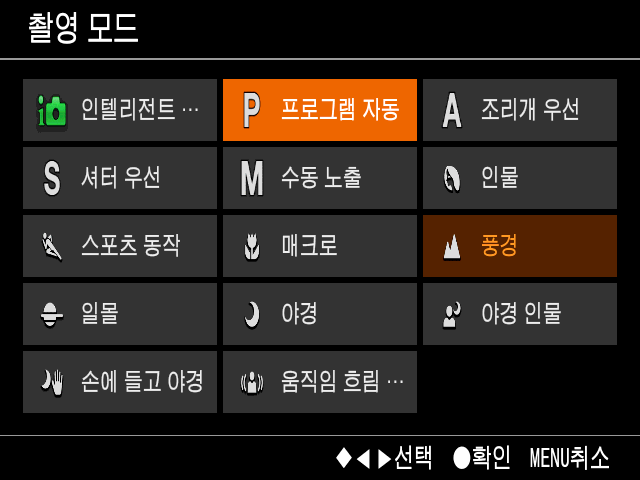 촬영 모드
인텔리전트 ⋯
P 프로그램 자동
A 조리개 우선
S 셔터 우선
M 수동 노출
인물
스포츠 동작
매크로
풍경
일몰
야경
야경 인물
손에 들고 야경
움직임 흐림 ⋯
◆◀▶선택 ●확인 MENU취소